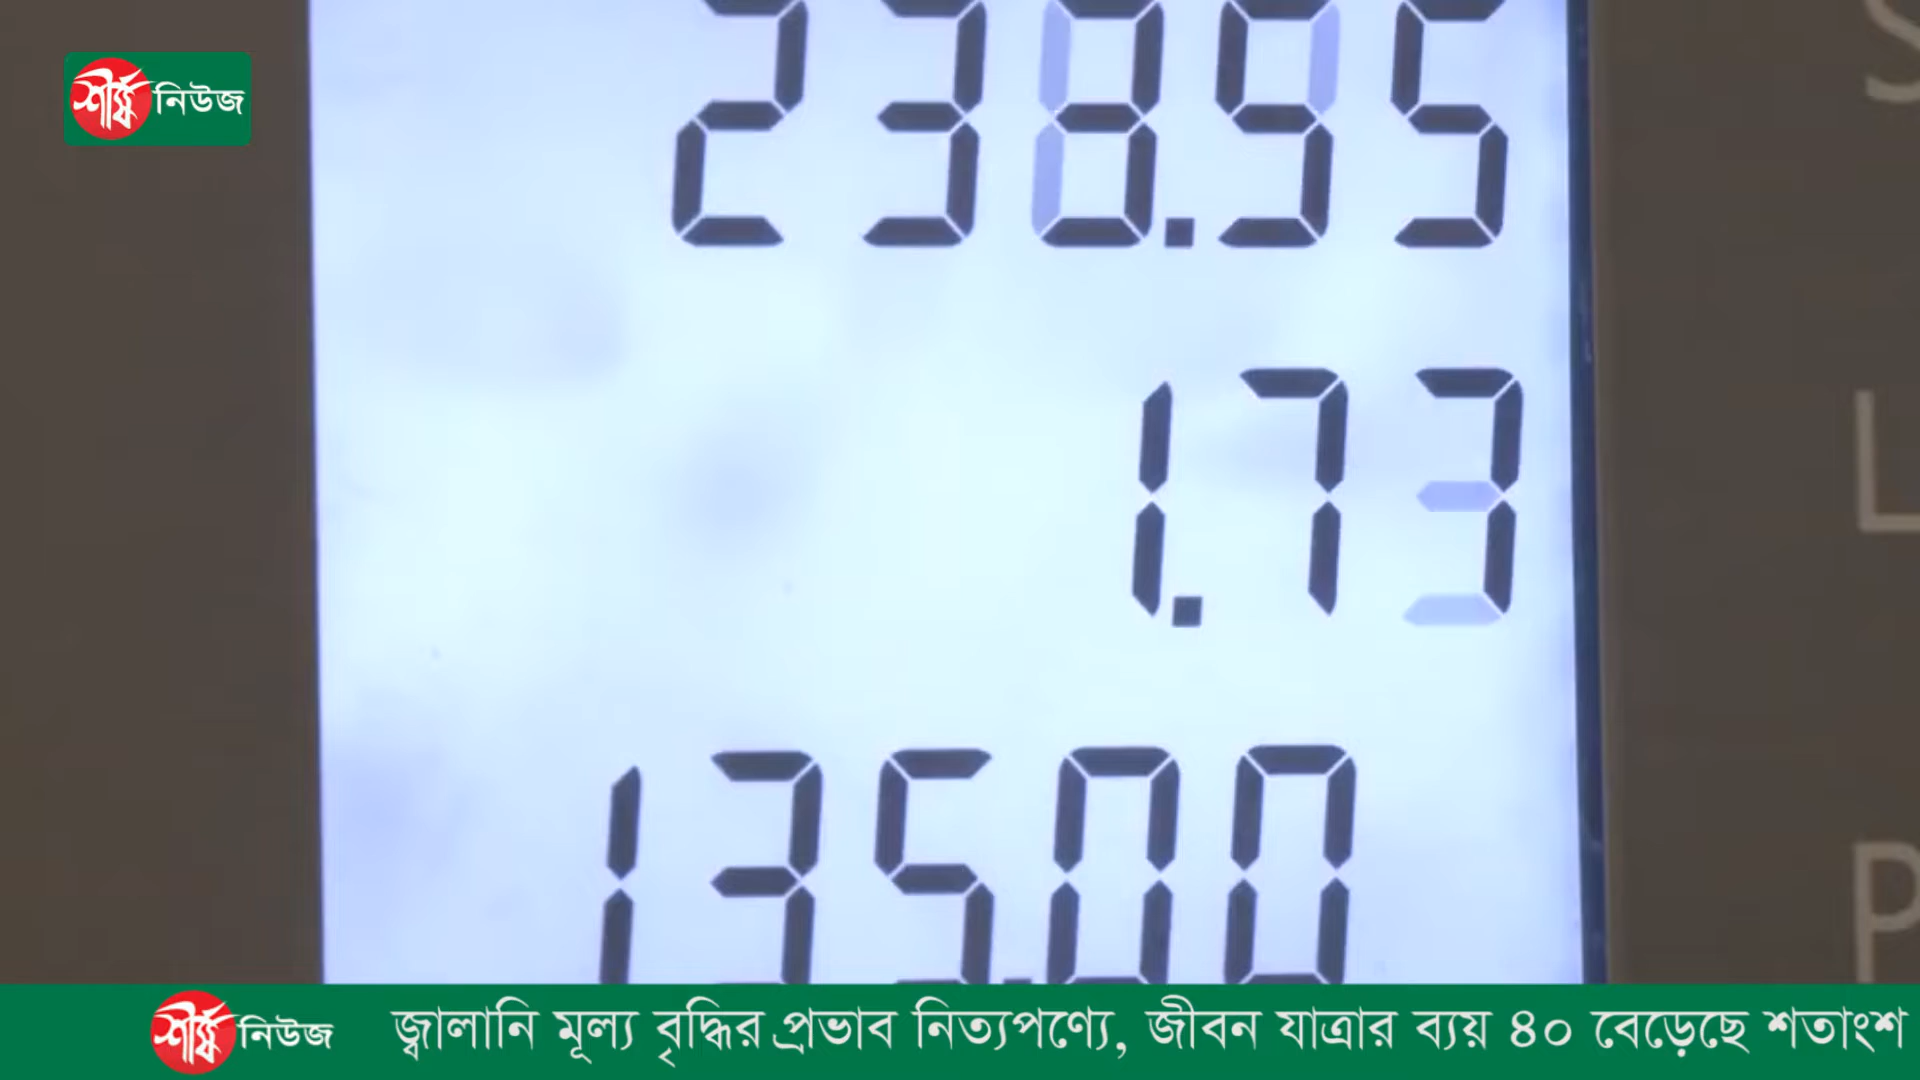 শীর্ষ নিউজ
238.95
1.73
135.00
S
L
P
শীর্ষ নিউজ জ্বালানি মূল্য বৃদ্ধির প্রভাব নিত্যপণ্যে, জীবন যাত্রার ব্যয় ৪০ বেড়েছে শতাংশ